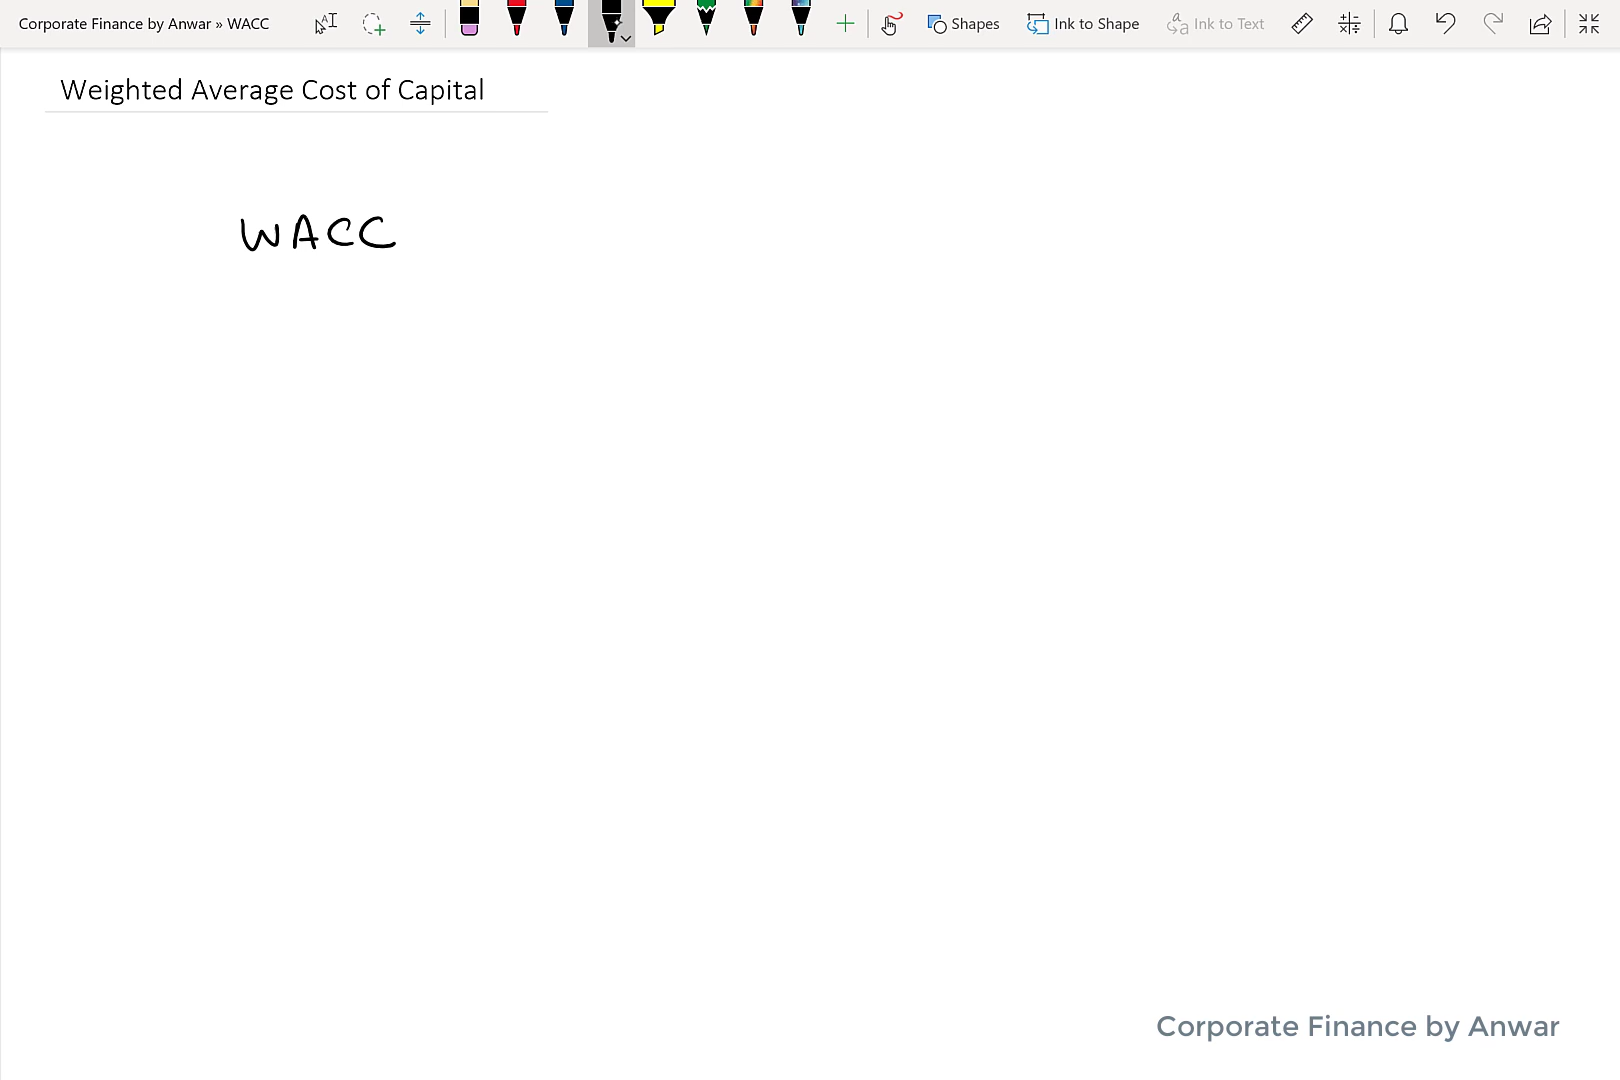 Corporate Finance by Anwar » WACC Shapes Ink to Shape Ink to Text
Weighted Average Cost of Capital
WACC
Corporate Finance by Anwar